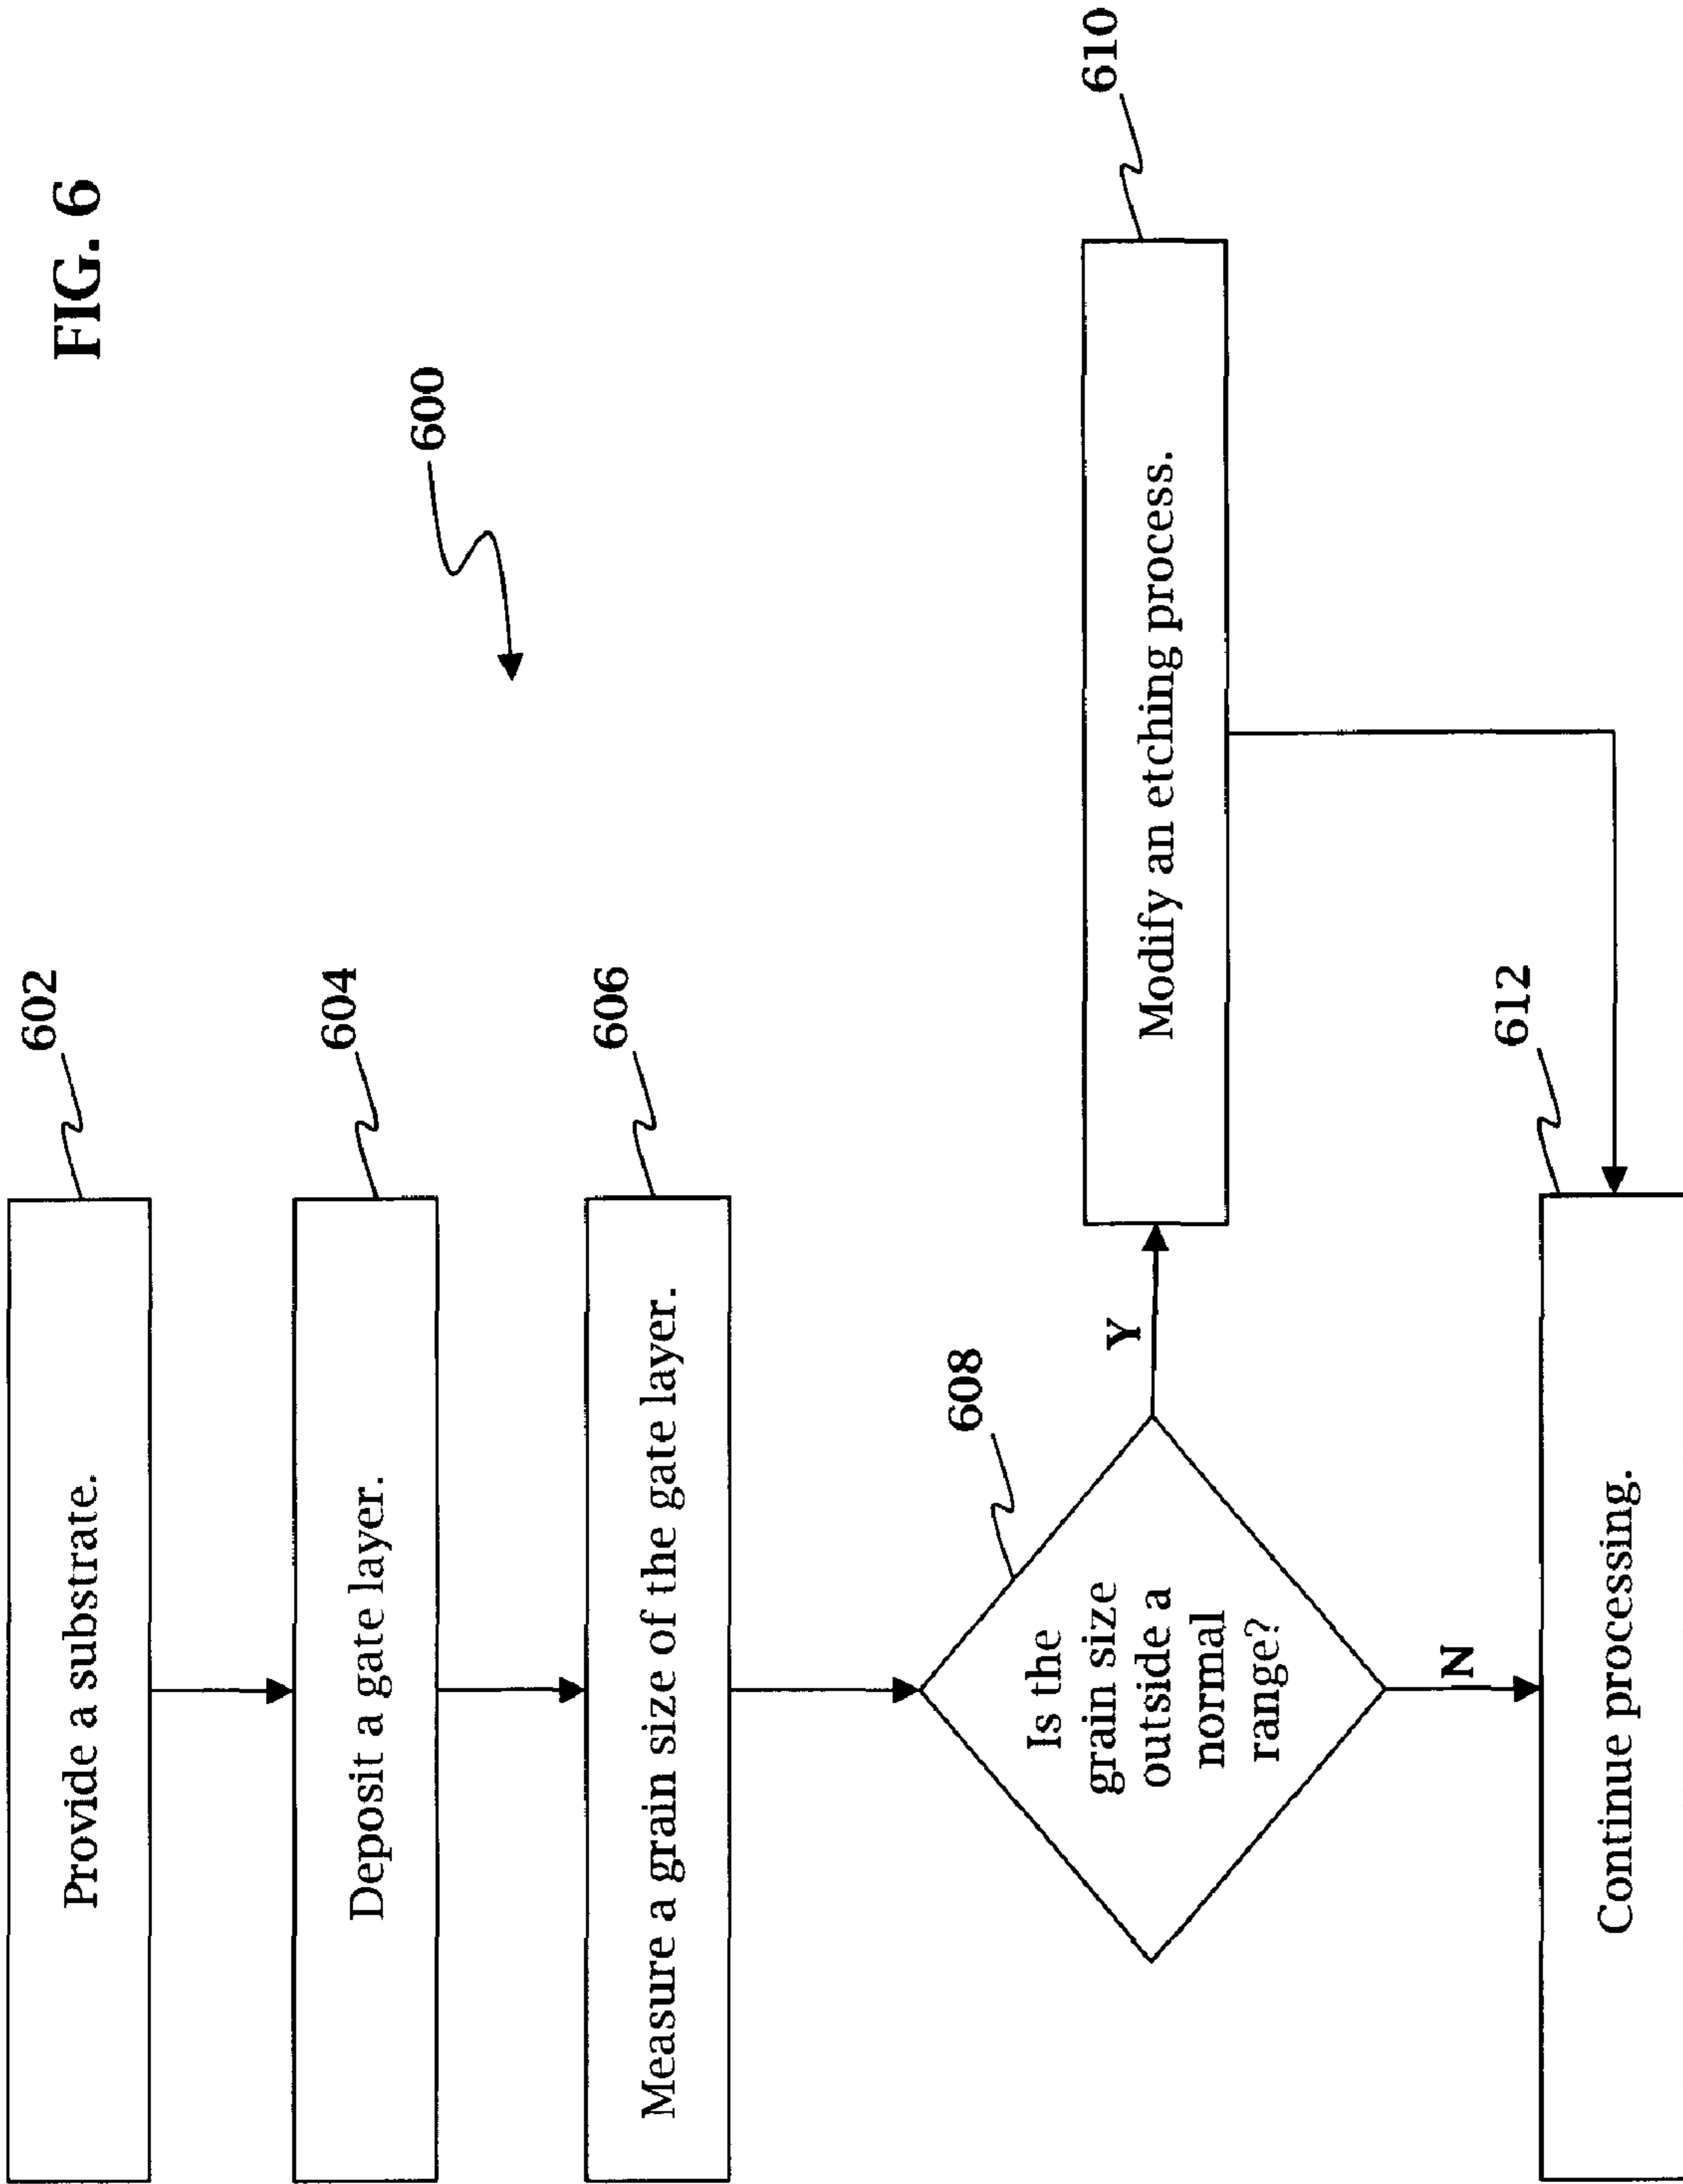 FIG. 6
600
602
Provide a substrate.
604
Deposit a gate layer.
606
Measure a grain size of the gate layer.
608
Is the
grain size
outside a
normal
range?
Y
610
Modify an etching process.
N
612
Continue processing.